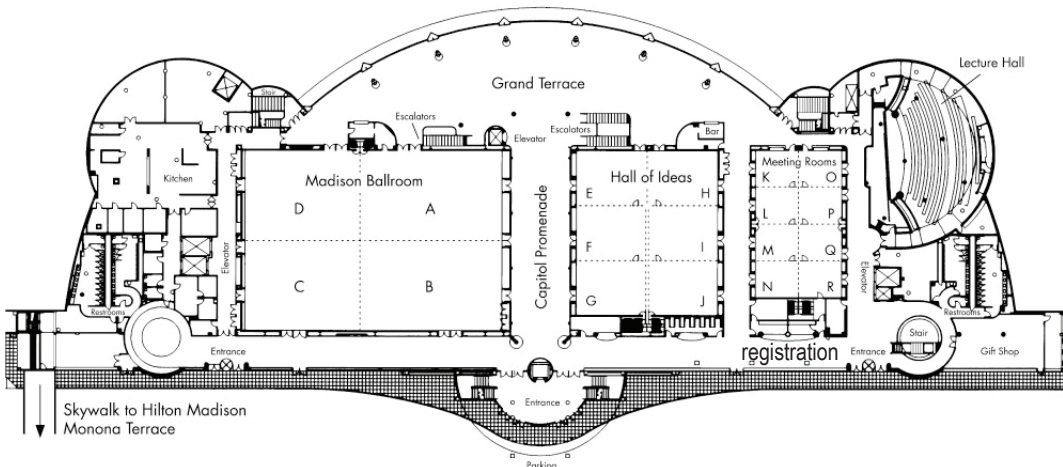 Lecture Hall
Grand Terrace
Stair
Escalators
Elevator
Escalators
Bar
Kitchen
Madison Ballroom
D
A
C
B
Elevator
Capitol Promenade
Hall of Ideas
E
H
F
I
G
J
Meeting Rooms
K
O
L
P
M
Q
N
R
Elevator
Restrooms
Restrooms
Entrance
registration
Entrance
Stair
Gift Shop
Skywalk to Hilton Madison
Monona Terrace
Entrance
Parking